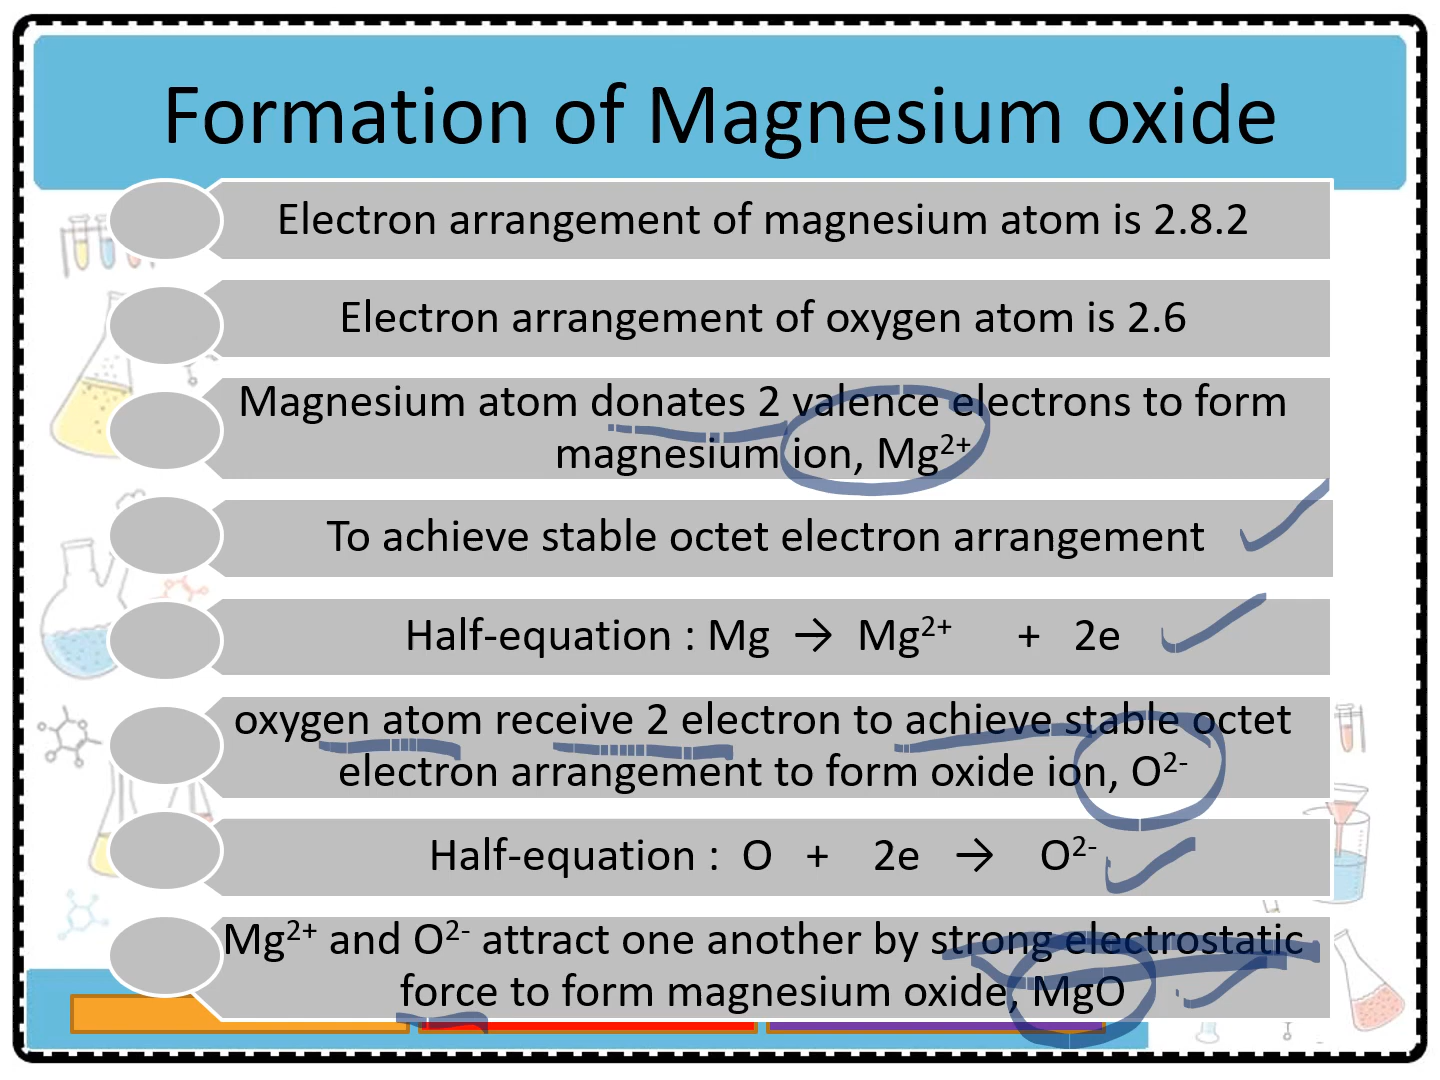 Formation of Magnesium oxide
Electron arrangement of magnesium atom is 2.8.2
Electron arrangement of oxygen atom is 2.6
Magnesium atom donates 2 valence electrons to form
magnesium ion, Mg²⁺
To achieve stable octet electron arrangement
Half-equation : Mg → Mg²⁺ + 2e
oxygen atom receive 2 electron to achieve stable octet
electron arrangement to form oxide ion, O²⁻
Half-equation : O + 2e → O²⁻
Mg²⁺ and O²⁻ attract one another by strong electrostatic
force to form magnesium oxide, MgO